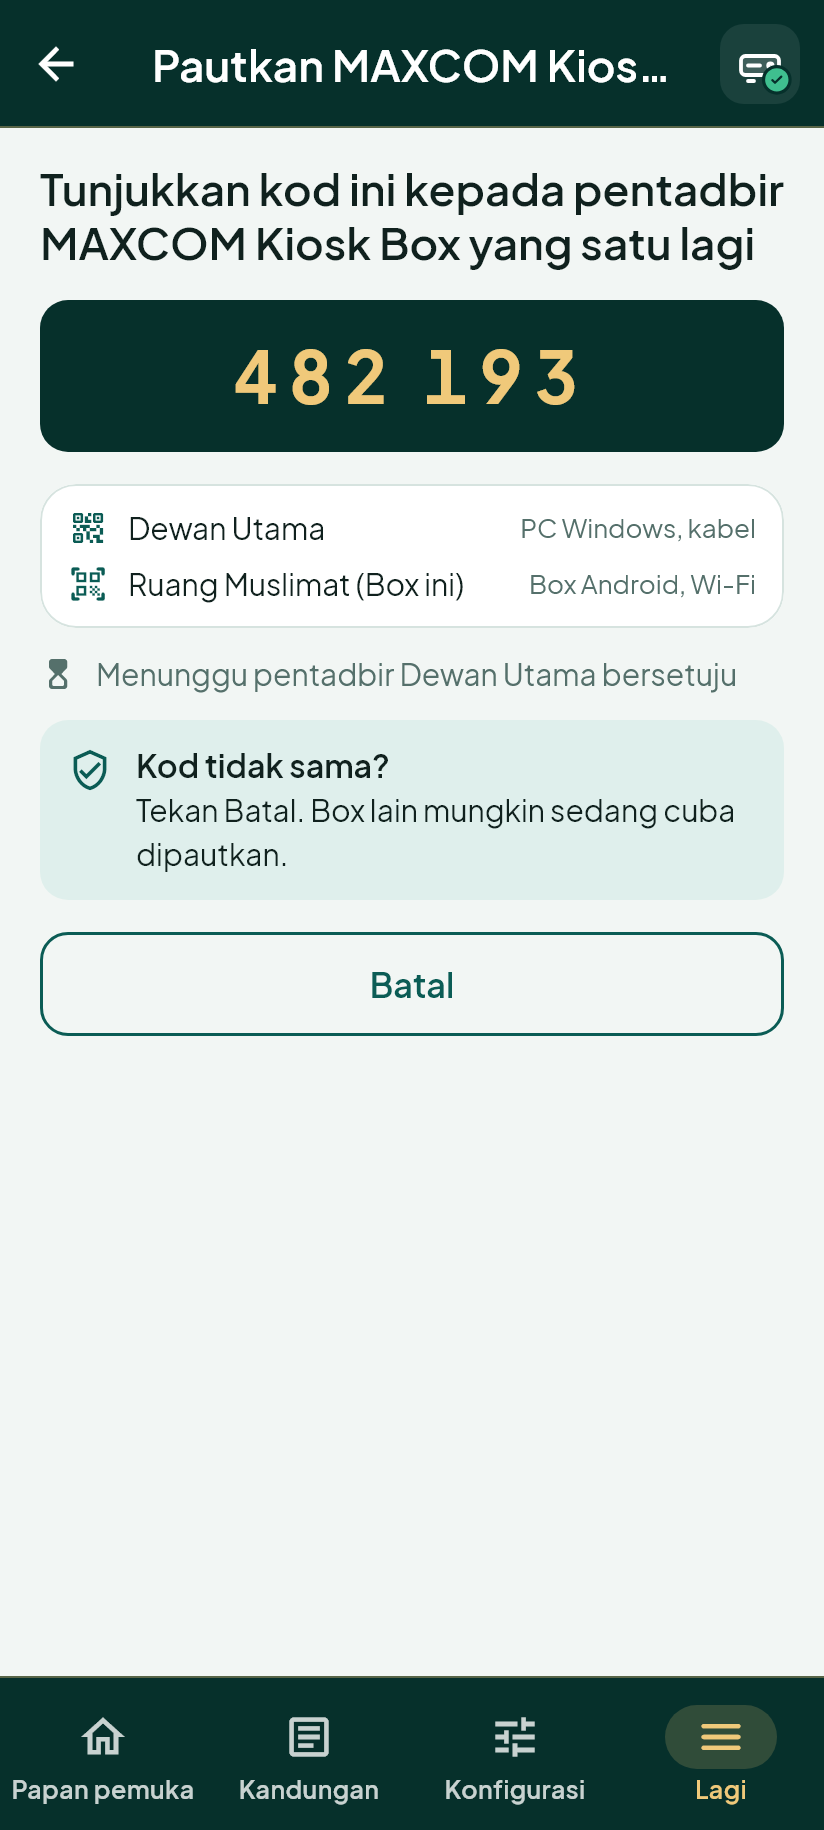 Pautkan MAXCOM Kios...
Tunjukkan kod ini kepada pentadbir
MAXCOM Kiosk Box yang satu lagi
482 193
Dewan Utama PC Windows, kabel
Ruang Muslimat (Box ini) Box Android, Wi-Fi
Menunggu pentadbir Dewan Utama bersetuju
Kod tidak sama?
Tekan Batal. Box lain mungkin sedang cuba
dipautkan.
Batal
Papan pemuka Kandungan Konfigurasi Lagi